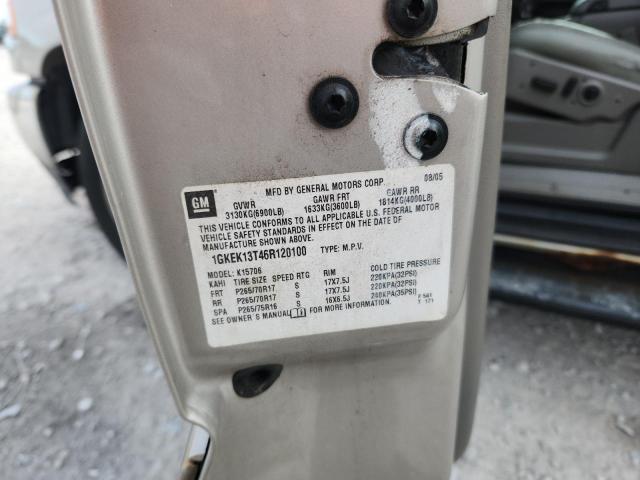 GM
MFD BY GENERAL MOTORS CORP 08/05
GVWR GAWR FRT GAWR RR
3130KG(6900LB) 1633KG(3600LB) 1814KG(4000LB)
THIS VEHICLE CONFORMS TO ALL APPLICABLE U.S. FEDERAL MOTOR
VEHICLE SAFETY STANDARDS IN EFFECT ON THE DATE OF
MANUFACTURE SHOWN ABOVE.
1GKEK13T46R120100 TYPE: M.P.V.
MODEL: K15706
KAHI TIRE SIZE SPEED RTG RIM COLD TIRE PRESSURE
FRT P265/70R17 S 17X7.5J 220KPA(32PSI)
RR P265/70R17 S 17X7.5J 220KPA(32PSI)
SPA P265/75R16 S 16X6.5J 240KPA(35PSI)
SEE OWNER'S MANUAL FOR MORE INFORMATION.
F 561
T 171